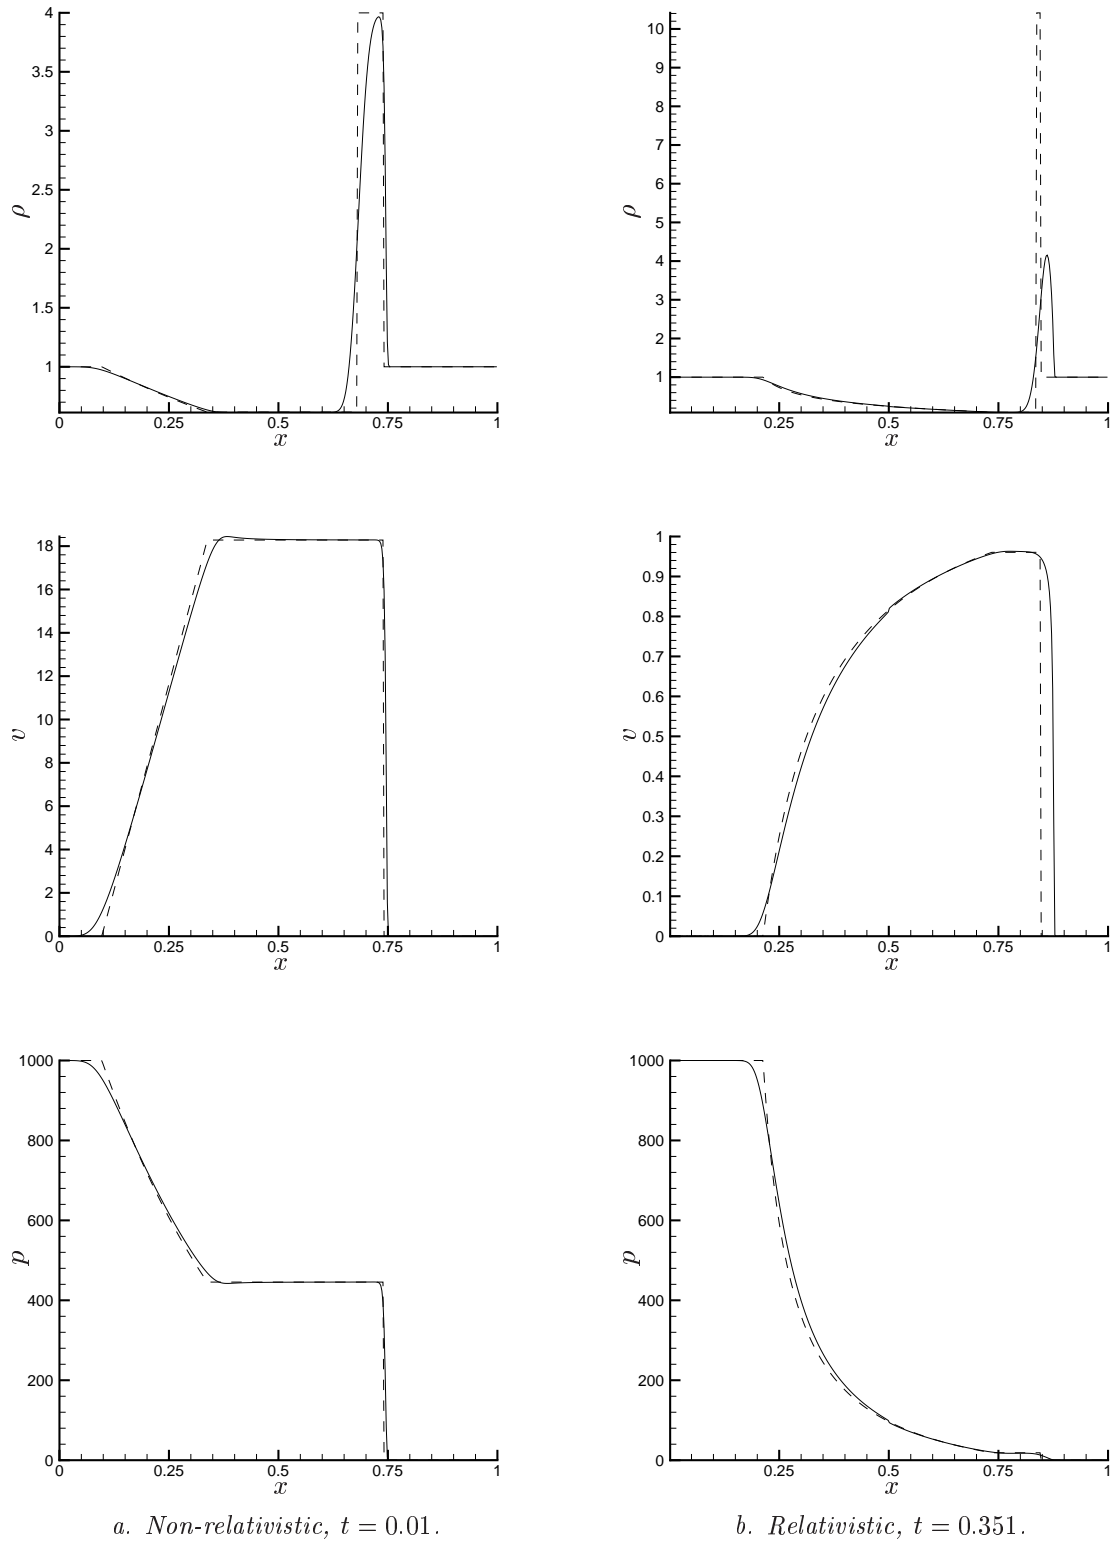 4
3.5
3
2.5
2
1.5
1
ρ
0 0.25 0.5 0.75 1
x
10
9
8
7
6
5
4
3
2
1
ρ
0.25 0.5 0.75 1
x
18
16
14
12
10
8
6
4
2
0
v
0 0.25 0.5 0.75 1
x
1
0.9
0.8
0.7
0.6
0.5
0.4
0.3
0.2
0.1
0
v
0.25 0.5 0.75 1
x
1000
800
600
400
200
0
p
0 0.25 0.5 0.75 1
x
1000
800
600
400
200
0
p
0.25 0.5 0.75 1
x
a. Non-relativistic, t = 0.01.
b. Relativistic, t = 0.351.